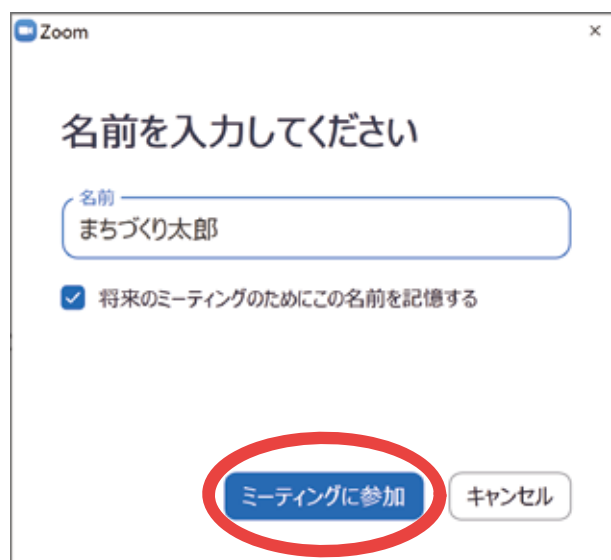 Zoom
名前を入力してください
名前
まちづくり太郎
将来のミーティングのためにこの名前を記憶する
ミーティングに参加
キャンセル